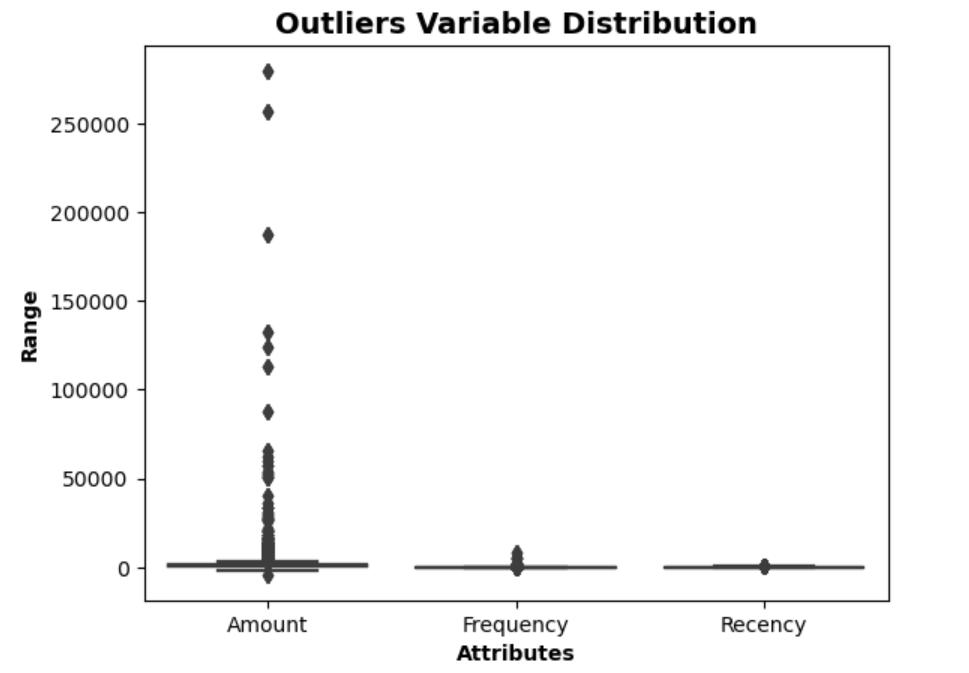 Outliers Variable Distribution
250000
200000
150000
100000
50000
0
Range
Amount Frequency Recency
Attributes